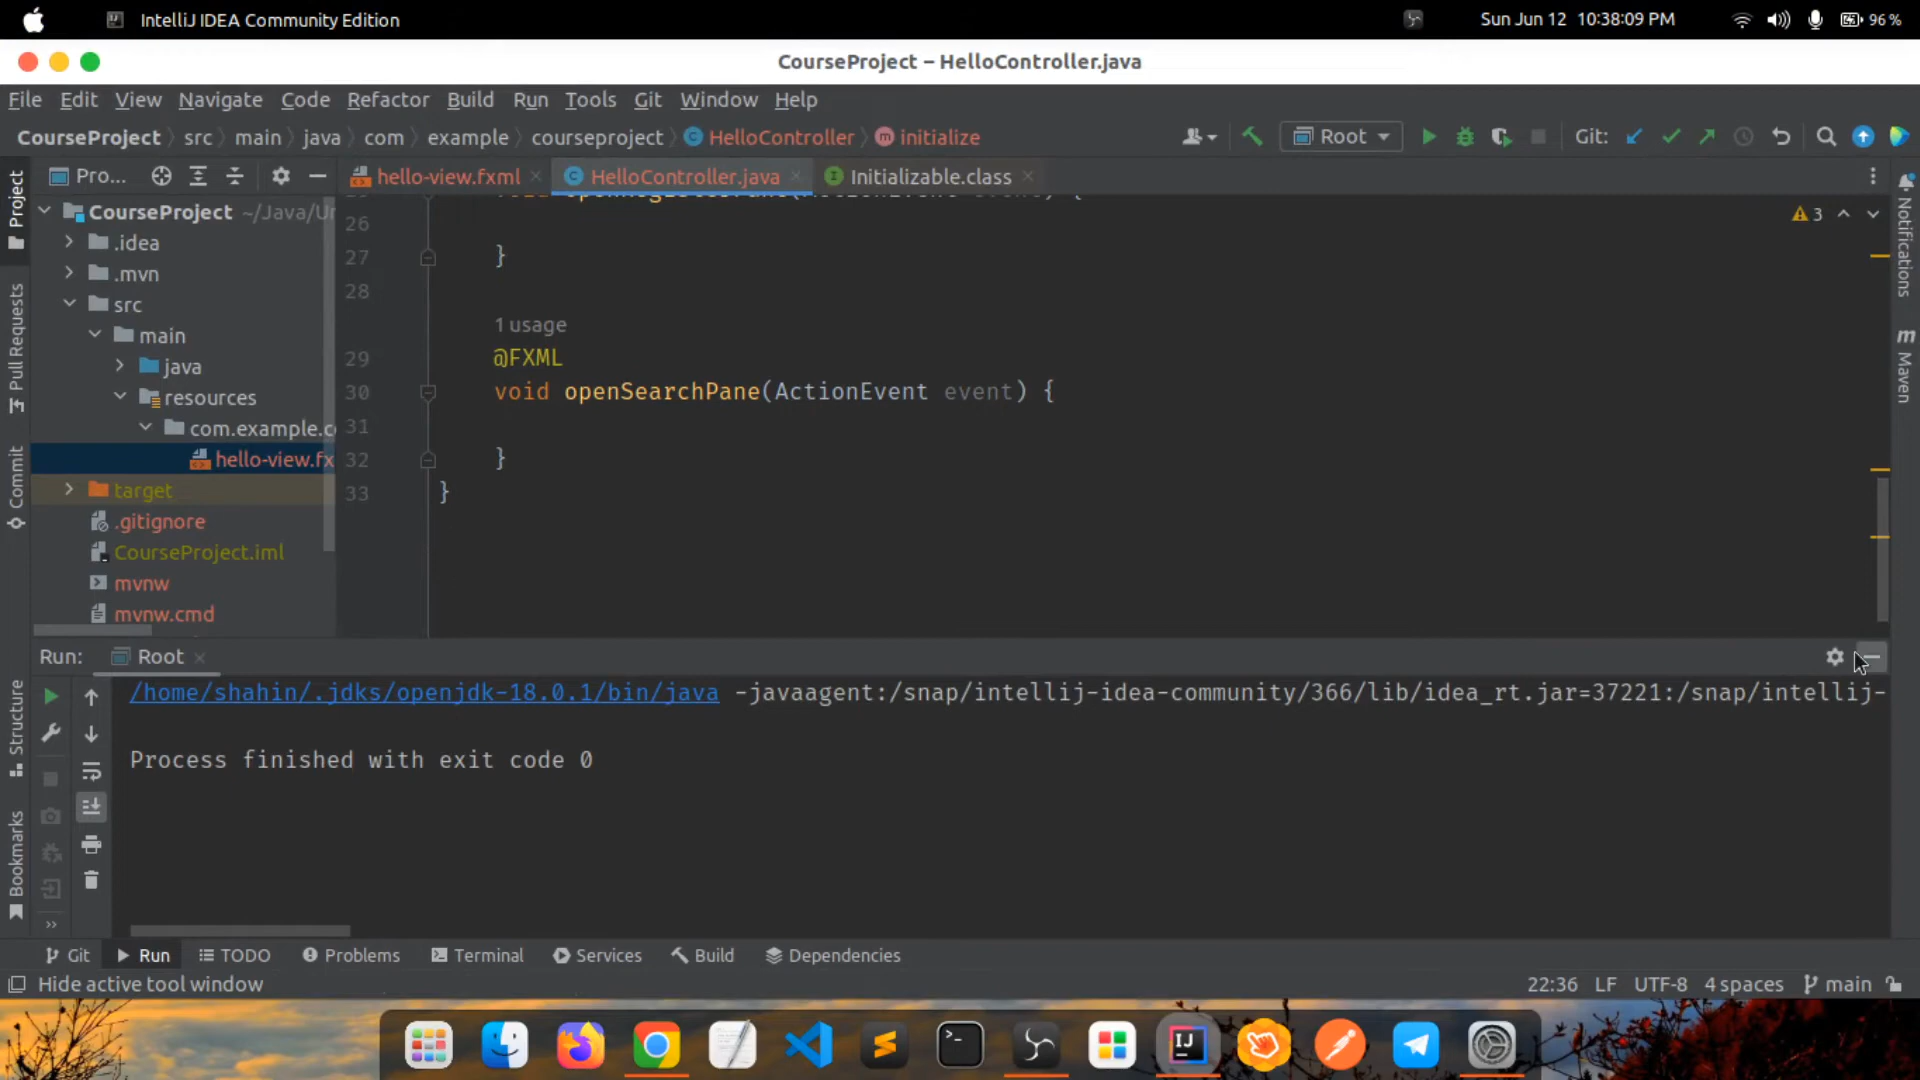 IntelliJ IDEA Community Edition
Sun Jun 12 10:38:09 PM
96 %
CourseProject – HelloController.java
File Edit View Navigate Code Refactor Build Run Tools Git Window Help
CourseProject src main java com example courseproject HelloController initialize
Root
Git:
Project
Pro...
hello-view.fxml
HelloController.java
Initializable.class
CourseProject ~/Java/Ur
.idea
.mvn
src
main
java
resources
com.example.c
hello-view.fx
target
.gitignore
CourseProject.iml
mvnw
mvnw.cmd
3
26
27 }
28
1 usage
29 @FXML
30 void openSearchPane(ActionEvent event) {
31
32 }
33 }
Notifications
Maven
Pull Requests
Commit
Structure
Bookmarks
Run: Root
/home/shahin/.jdks/openjdk-18.0.1/bin/java -javaagent:/snap/intellij-idea-community/366/lib/idea_rt.jar=37221:/snap/intellij-
Process finished with exit code 0
Git Run TODO Problems Terminal Services Build Dependencies
Hide active tool window
22:36 LF UTF-8 4 spaces main